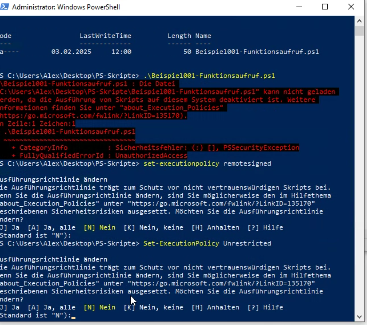 Administrator: Windows PowerShell
ode LastWriteTime Length Name
a---- 03.02.2025 12:00 50 Beispiel001-Funktionsaufruf.ps1
S C:\Users\Alex\Desktop\PS-Skripte> .\Beispiel001-Funktionsaufruf.ps1
\Beispiel001-Funktionsaufruf.ps1 : Die Datei
C:\Users\Alex\Desktop\PS-Skripte\Beispiel001-Funktionsaufruf.ps1" kann nicht geladen
erden, da die Ausführung von Skripts auf diesem System deaktiviert ist. Weitere
nformationen finden Sie unter "about_Execution_Policies"
https:/go.microsoft.com/fwlink/?LinkID=135170).
n Zeile:1 Zeichen:1
.\Beispiel001-Funktionsaufruf.ps1
+ CategoryInfo : Sicherheitsfehler: (:) [], PSSecurityException
+ FullyQualifiedErrorId : UnauthorizedAccess
S C:\Users\Alex\Desktop\PS-Skripte> set-executionpolicy remotesigned
usführungsrichtlinie ändern
ie Ausführungsrichtlinie trägt zum Schutz vor nicht vertrauenswürdigen Skripts bei.
enn Sie die Ausführungsrichtlinie ändern, sind Sie möglicherweise den im Hilfethema
about_Execution_Policies" unter "https:/go.microsoft.com/fwlink/?LinkID=135170"
eschriebenen Sicherheitsrisiken ausgesetzt. Möchten Sie die Ausführungsrichtlinie
ndern?
J] Ja [A] Ja, alle [N] Nein [K] Nein, keine [H] Anhalten [?] Hilfe
Standard ist "N"):
S C:\Users\Alex\Desktop\PS-Skripte> Set-ExecutionPolicy Unrestricted
usführungsrichtlinie ändern
ie Ausführungsrichtlinie trägt zum Schutz vor nicht vertrauenswürdigen Skripts bei.
enn Sie die Ausführungsrichtlinie ändern, sind Sie möglicherweise den im Hilfethema
about_Execution_Policies" unter "https:/go.microsoft.com/fwlink/?LinkID=135170"
eschriebenen Sicherheitsrisiken ausgesetzt. Möchten Sie die Ausführungsrichtlinie
ndern?
J] Ja [A] Ja, alle [N] Nein [K] Nein, keine [H] Anhalten [?] Hilfe
Standard ist "N"):